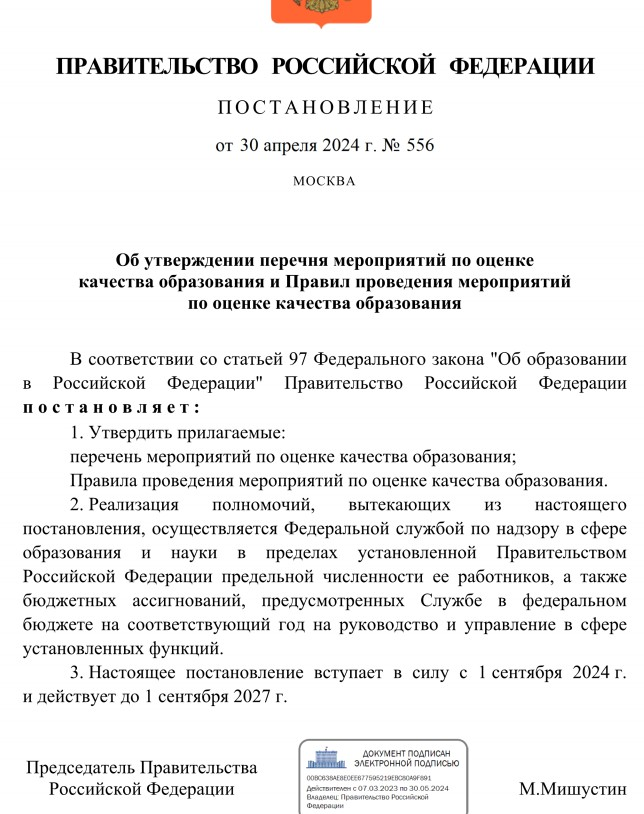 ПРАВИТЕЛЬСТВО РОССИЙСКОЙ ФЕДЕРАЦИИ
ПОСТАНОВЛЕНИЕ
от 30 апреля 2024 г. № 556
МОСКВА
Об утверждении перечня мероприятий по оценке
качества образования и Правил проведения мероприятий
по оценке качества образования
В соответствии со статьей 97 Федерального закона "Об образовании
в Российской Федерации" Правительство Российской Федерации
постановляет:
1. Утвердить прилагаемые:
перечень мероприятий по оценке качества образования;
Правила проведения мероприятий по оценке качества образования.
2. Реализация полномочий, вытекающих из настоящего
постановления, осуществляется Федеральной службой по надзору в сфере
образования и науки в пределах установленной Правительством
Российской Федерации предельной численности ее работников, а также
бюджетных ассигнований, предусмотренных Службе в федеральном
бюджете на соответствующий год на руководство и управление в сфере
установленных функций.
3. Настоящее постановление вступает в силу с 1 сентября 2024 г.
и действует до 1 сентября 2027 г.
Председатель Правительства
Российской Федерации
ДОКУМЕНТ ПОДПИСАН
ЭЛЕКТРОННОЙ ПОДПИСЬЮ
Действителен с 07.03.2023 по 30.05.2024
Владелец: Правительство Российской
Федерации
М.Мишустин